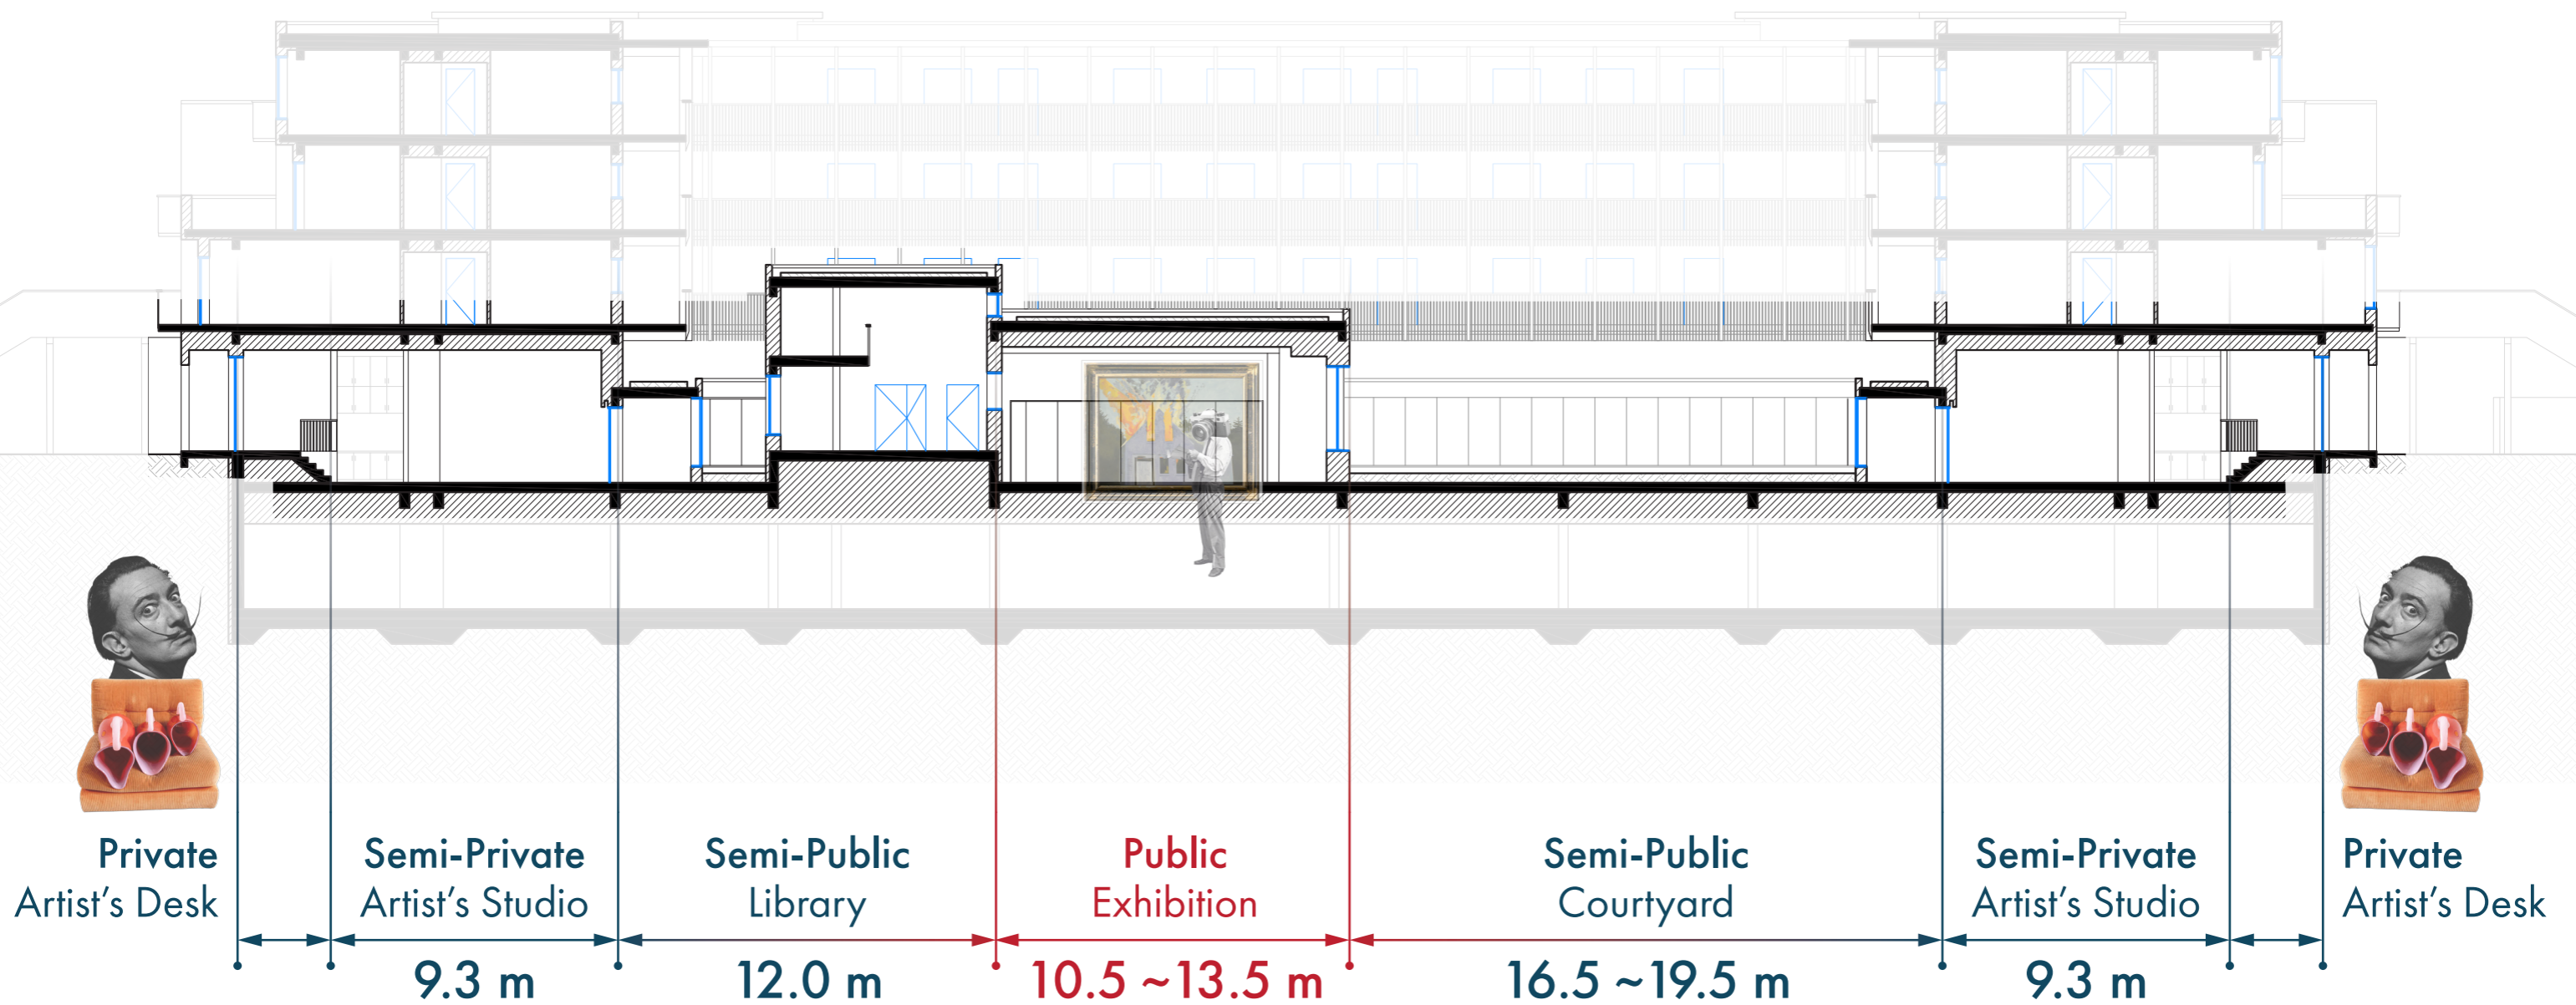 Private
Artist's Desk
Semi-Private
Artist's Studio
9.3 m
Semi-Public
Library
12.0 m
Public
Exhibition
10.5 ~13.5 m
Semi-Public
Courtyard
16.5 ~19.5 m
Semi-Private
Artist's Studio
9.3 m
Private
Artist's Desk